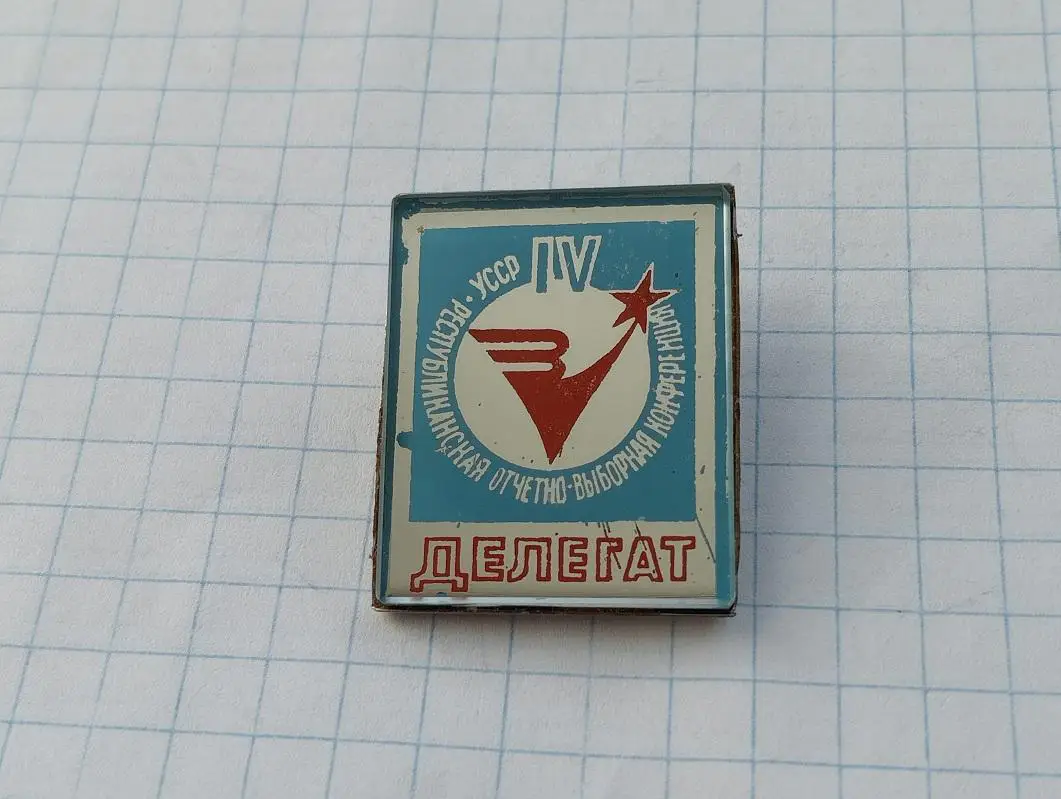 IV
РЕСПУБЛИКАНСКАЯ ОТЧЕТНО-ВЫБОРНАЯ КОНФЕРЕНЦИЯ
• УССР
ДЕЛЕГАТ